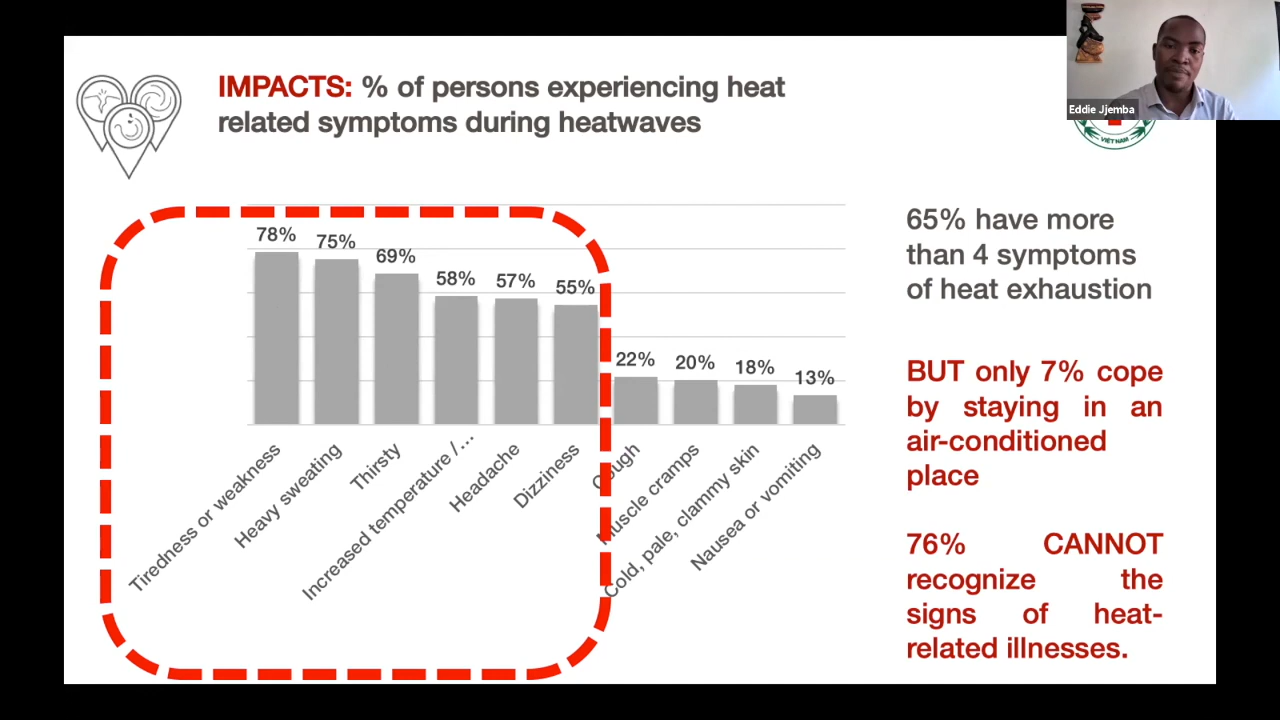 Eddie Jjemba
IMPACTS: % of persons experiencing heat
related symptoms during heatwaves
VIỆT NAM
78%
75%
69%
58%
57%
55%
22%
20%
18%
13%
Tiredness or weakness
Heavy sweating
Thirsty
Increased temperature /…
Headache
Dizziness
Cough
Muscle cramps
Cold, pale, clammy skin
Nausea or vomiting
65% have more
than 4 symptoms
of heat exhaustion
BUT only 7% cope
by staying in an
air-conditioned
place
76% CANNOT
recognize the
signs of heat-
related illnesses.